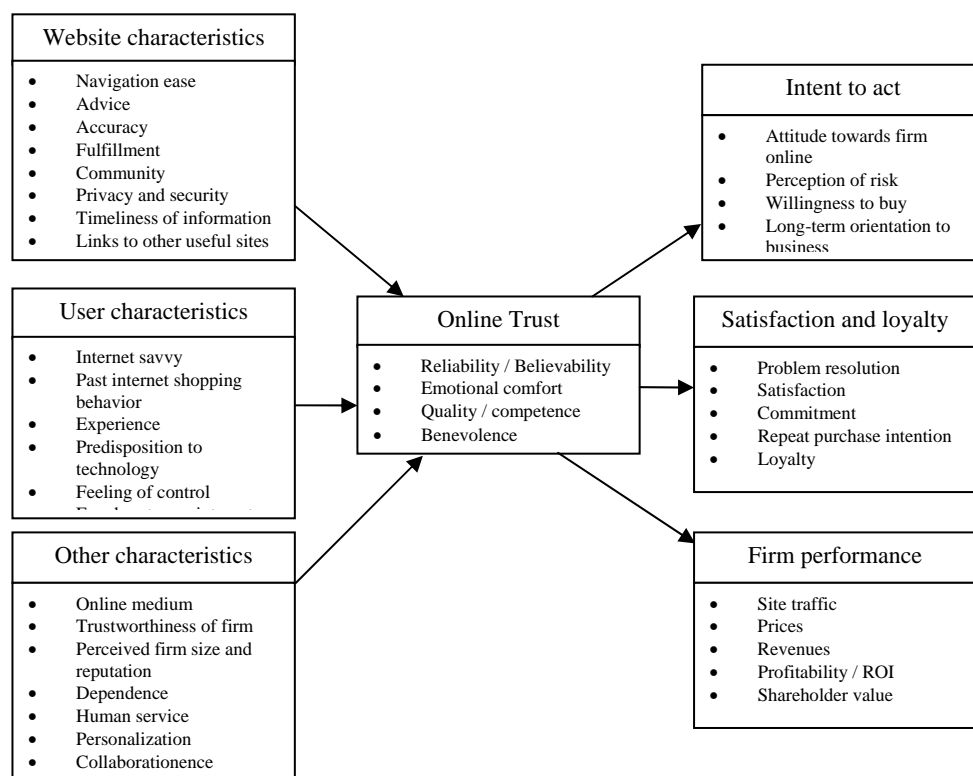 Website characteristics
• Navigation ease
• Advice
• Accuracy
• Fulfillment
• Community
• Privacy and security
• Timeliness of information
• Links to other useful sites
User characteristics
• Internet savvy
• Past internet shopping
behavior
• Experience
• Predisposition to
technology
• Feeling of control
Other characteristics
• Online medium
• Trustworthiness of firm
• Perceived firm size and
reputation
• Dependence
• Human service
• Personalization
• Collaborationence
Online Trust
• Reliability / Believability
• Emotional comfort
• Quality / competence
• Benevolence
Intent to act
• Attitude towards firm
online
• Perception of risk
• Willingness to buy
• Long-term orientation to
business
Satisfaction and loyalty
• Problem resolution
• Satisfaction
• Commitment
• Repeat purchase intention
• Loyalty
Firm performance
• Site traffic
• Prices
• Revenues
• Profitability / ROI
• Shareholder value